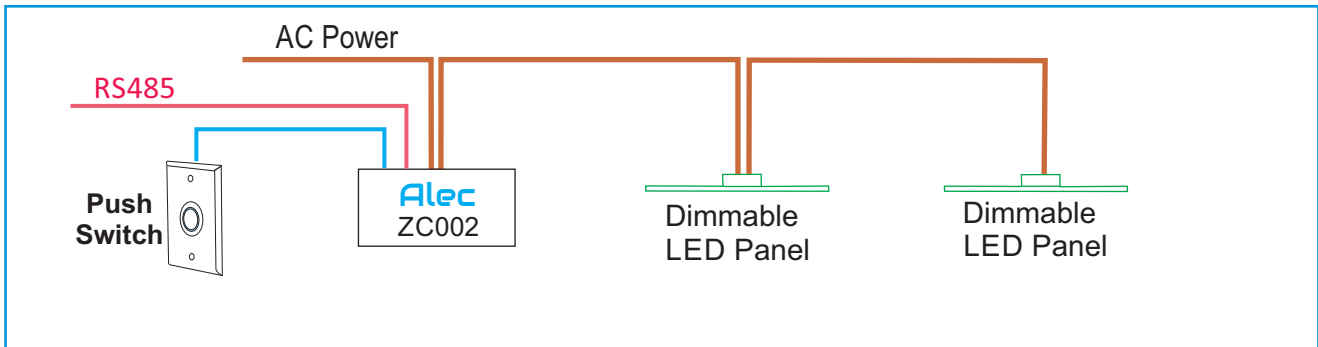 AC Power
RS485
Push
Switch
Alec
ZC002
Dimmable
LED Panel
Dimmable
LED Panel